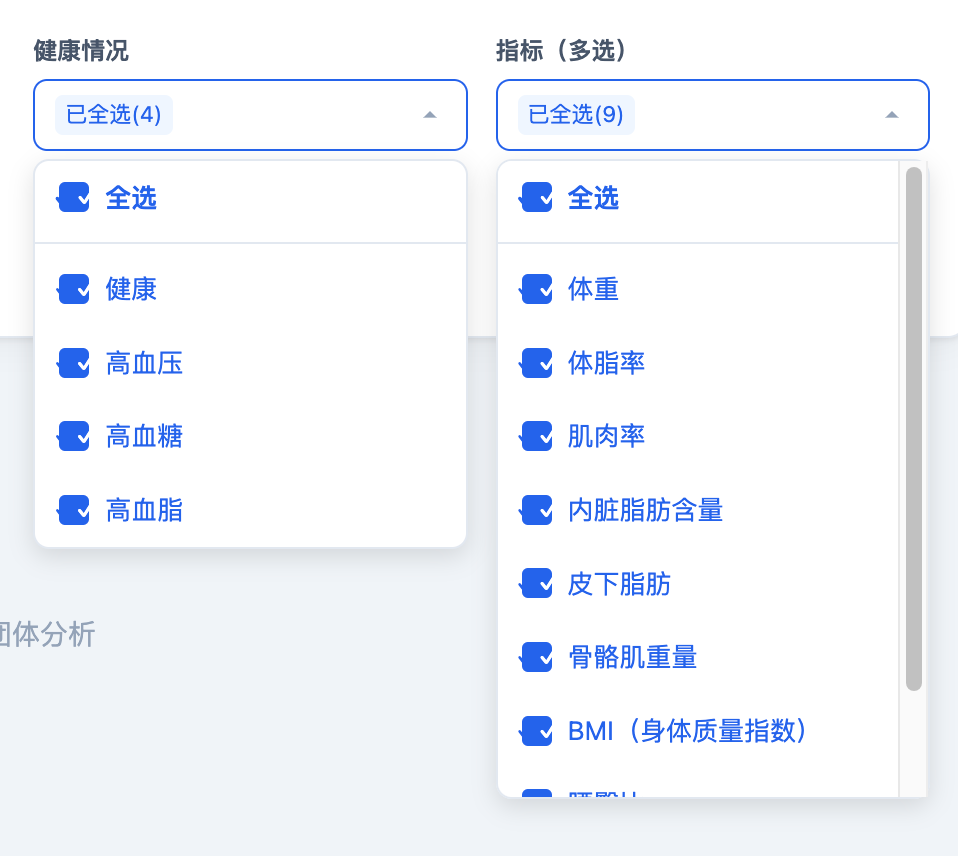 健康情况
已全选(4)
全选
健康
高血压
高血糖
高血脂
指标（多选）
已全选(9)
全选
体重
体脂率
肌肉率
内脏脂肪含量
皮下脂肪
骨骼肌重量
BMI（身体质量指数）
团体分析